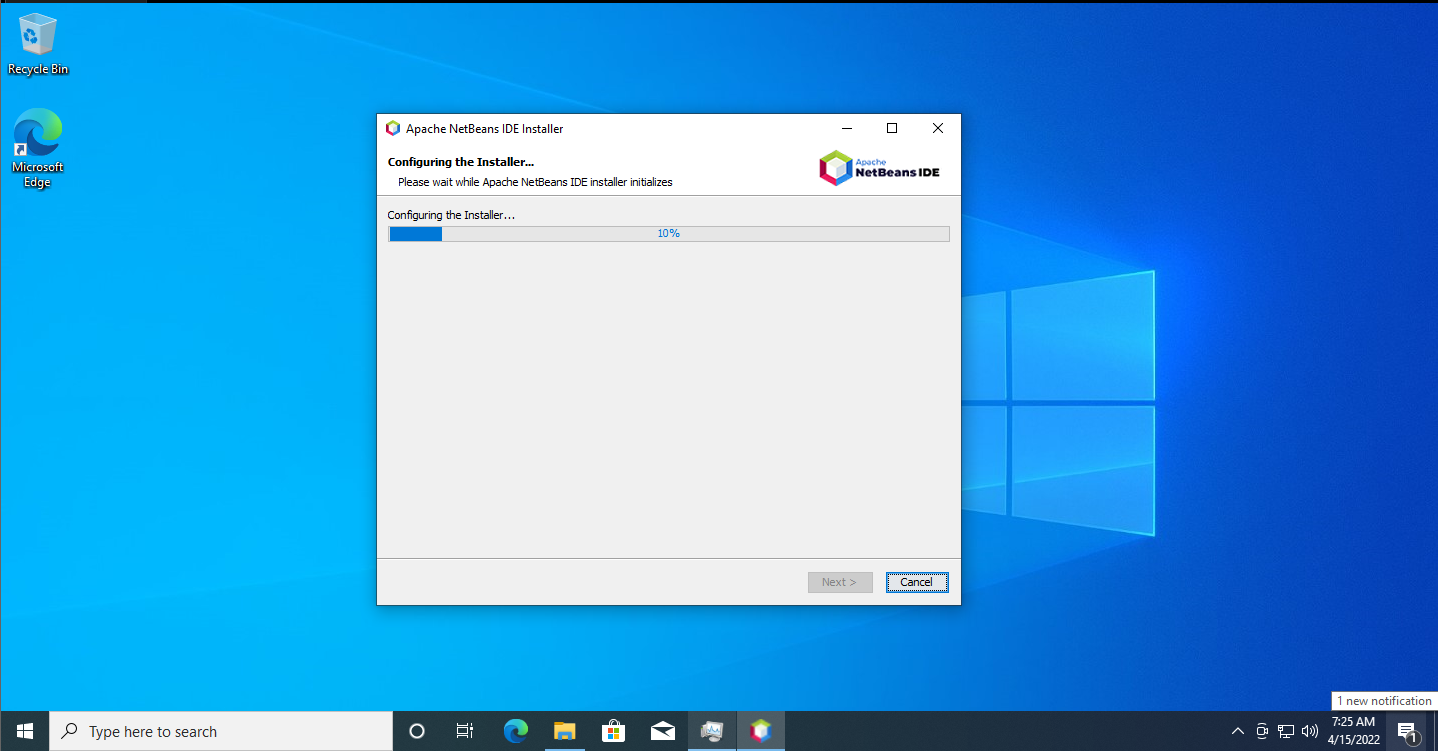 Recycle Bin
Microsoft
Edge
Apache NetBeans IDE Installer
Configuring the Installer...
Please wait while Apache NetBeans IDE installer initializes
Apache
NetBeans IDE
Configuring the Installer...
10%
Next >
Cancel
1 new notification
Type here to search
7:25 AM
4/15/2022
1